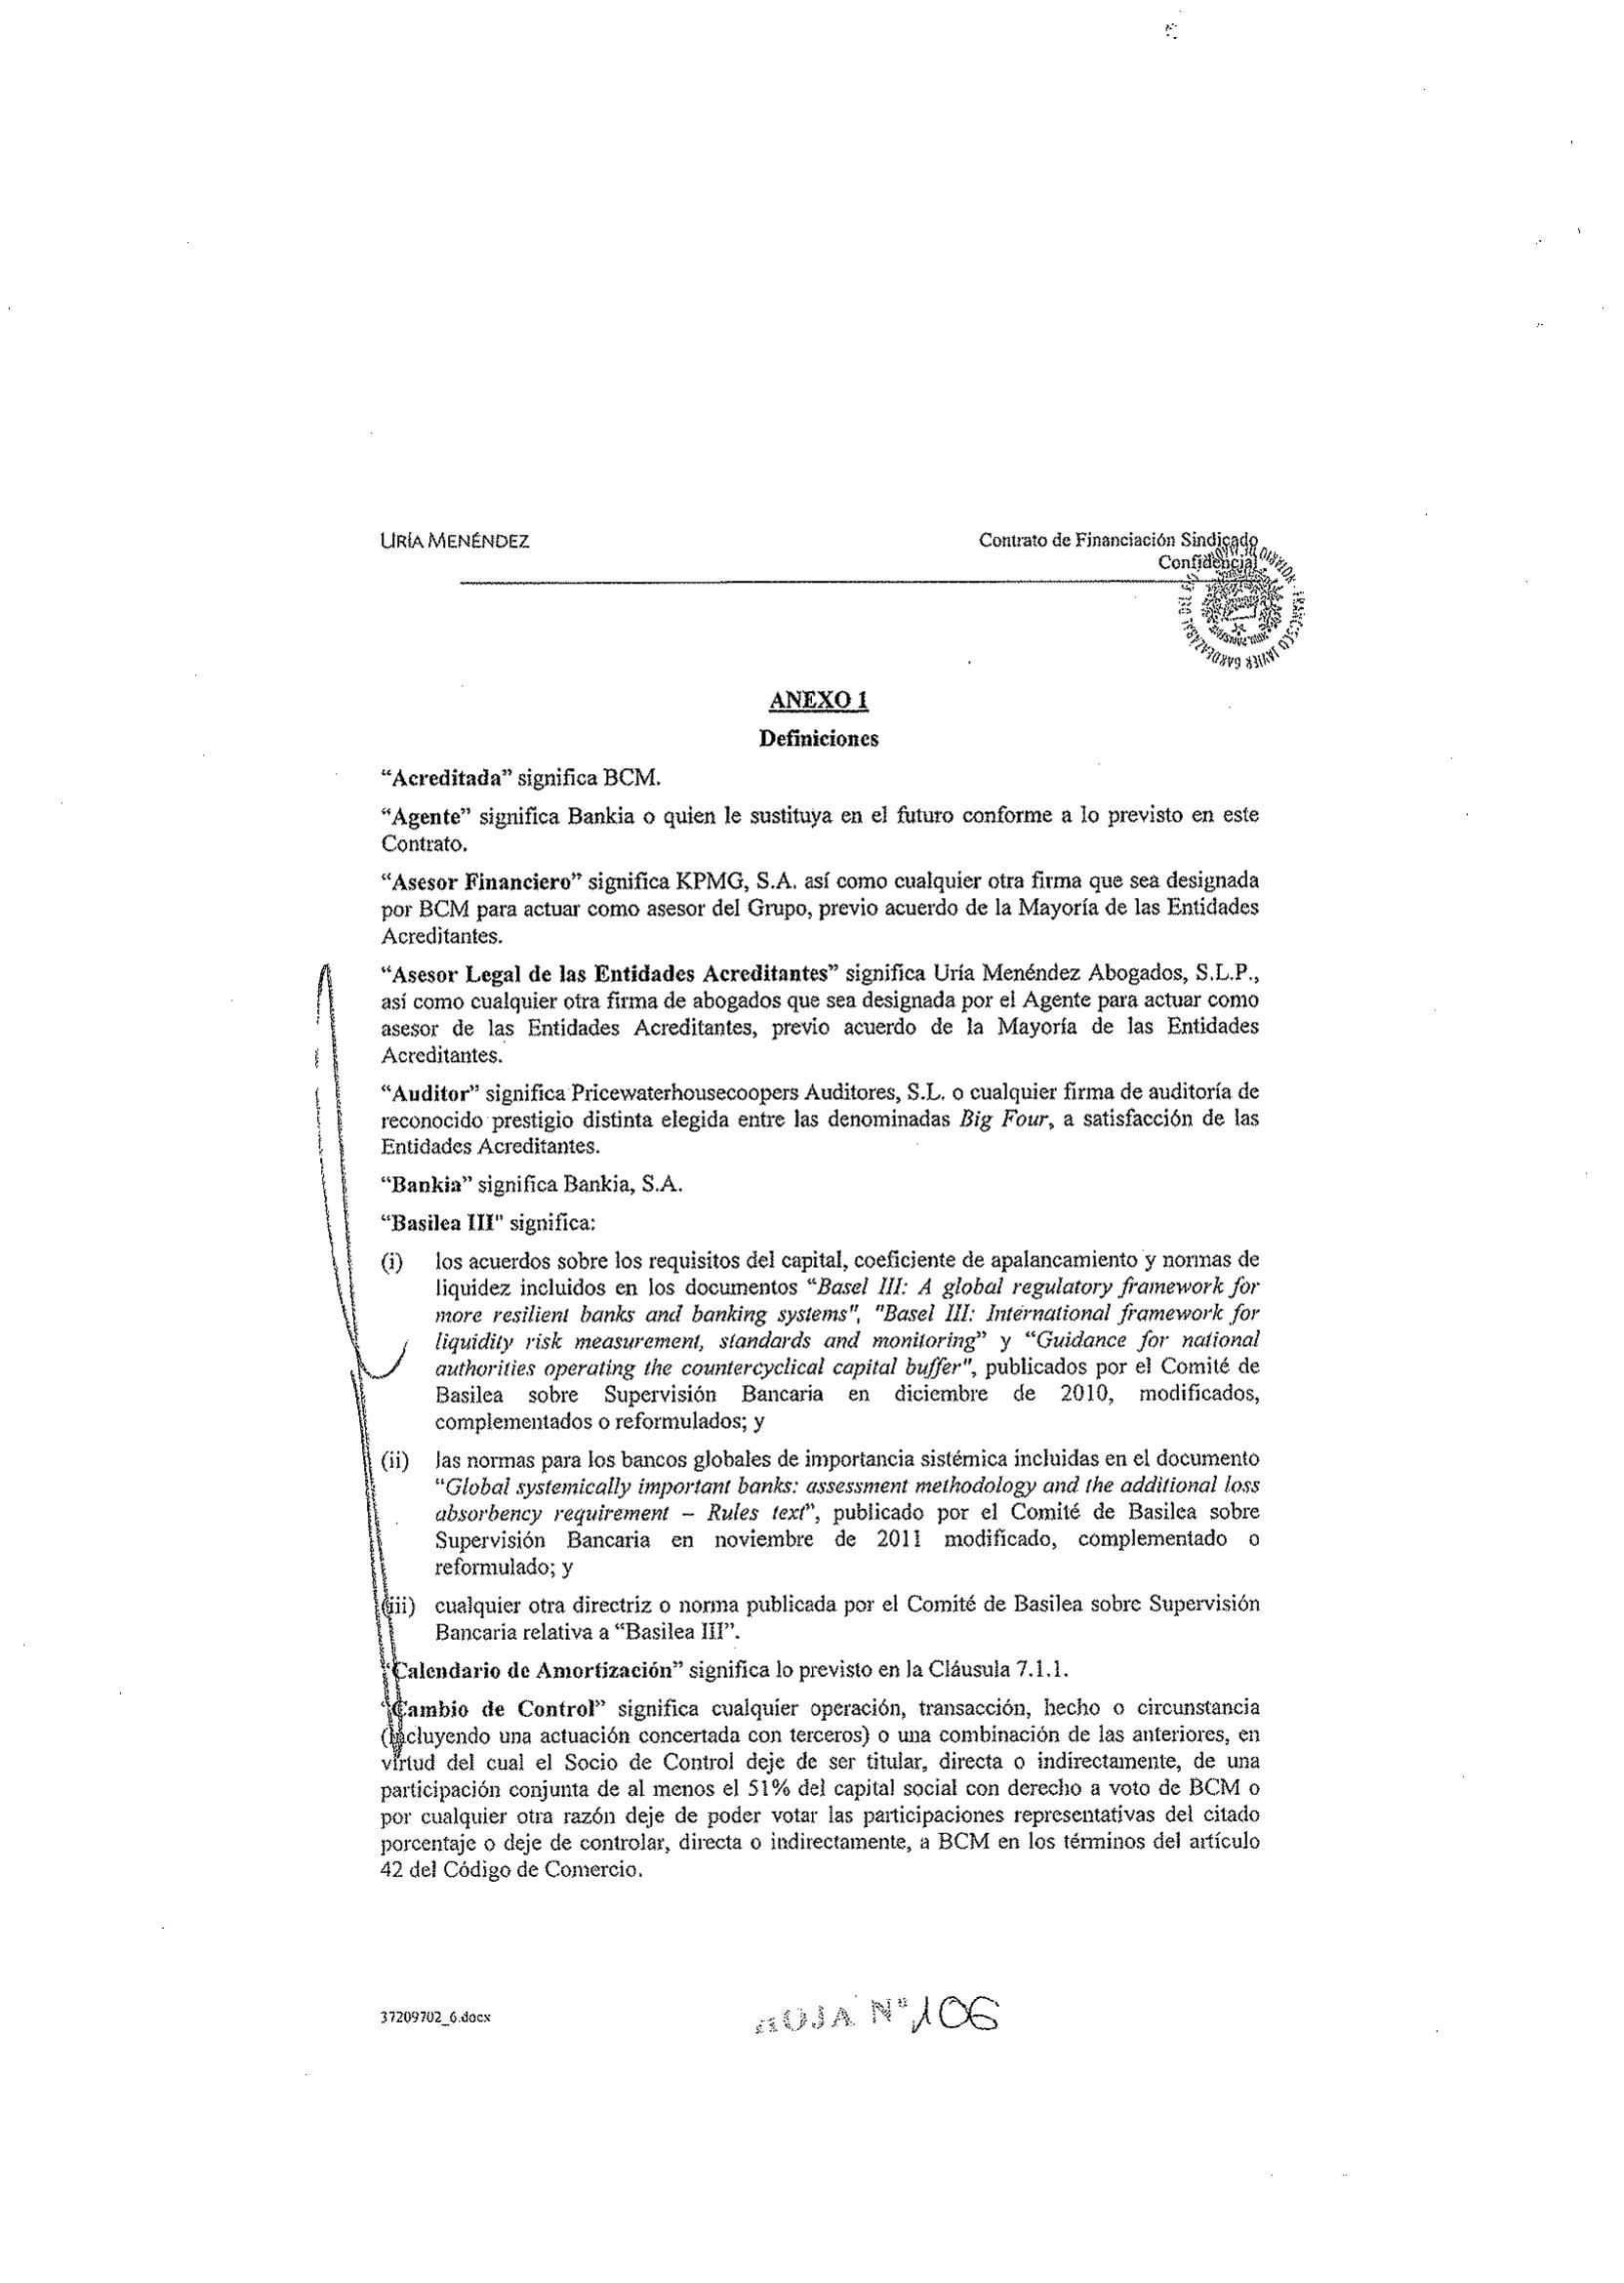 URÍA MENÉNDEZ
Contrato de Financiación Sindicado
Confidencial
ANEXO 1
Definiciones
“Acreditada” significa BCM.
“Agente” significa Bankia o quien le sustituya en el futuro conforme a lo previsto en este
Contrato.
“Asesor Financiero” significa KPMG, S.A. así como cualquier otra firma que sea designada
por BCM para actuar como asesor del Grupo, previo acuerdo de la Mayoría de las Entidades
Acreditantes.
“Asesor Legal de las Entidades Acreditantes” significa Uría Menéndez Abogados, S.L.P.,
así como cualquier otra firma de abogados que sea designada por el Agente para actuar como
asesor de las Entidades Acreditantes, previo acuerdo de la Mayoría de las Entidades
Acreditantes.
“Auditor” significa Pricewaterhousecoopers Auditores, S.L. o cualquier firma de auditoría de
reconocido prestigio distinta elegida entre las denominadas Big Four, a satisfacción de las
Entidades Acreditantes.
“Bankia” significa Bankia, S.A.
“Basilea III" significa:
(i) los acuerdos sobre los requisitos del capital, coeficiente de apalancamiento y normas de
liquidez incluidos en los documentos “Basel III: A global regulatory framework for
more resilient banks and banking systems", "Basel III: International framework for
liquidity risk measurement, standards and monitoring” y “Guidance for national
authorities operating the countercyclical capital buffer", publicados por el Comité de
Basilea sobre Supervisión Bancaria en diciembre de 2010, modificados,
complementados o reformulados; y
(ii) las normas para los bancos globales de importancia sistémica incluidas en el documento
“Global systemically important banks: assessment methodology and the additional loss
absorbency requirement – Rules text”, publicado por el Comité de Basilea sobre
Supervisión Bancaria en noviembre de 2011 modificado, complementado o
reformulado; y
(iii) cualquier otra directriz o norma publicada por el Comité de Basilea sobre Supervisión
Bancaria relativa a “Basilea III”.
“Calendario de Amortización” significa lo previsto en la Cláusula 7.1.1.
“Cambio de Control” significa cualquier operación, transacción, hecho o circunstancia
(incluyendo una actuación concertada con terceros) o una combinación de las anteriores, en
virtud del cual el Socio de Control deje de ser titular, directa o indirectamente, de una
participación conjunta de al menos el 51% del capital social con derecho a voto de BCM o
por cualquier otra razón deje de poder votar las participaciones representativas del citado
porcentaje o deje de controlar, directa o indirectamente, a BCM en los términos del artículo
42 del Código de Comercio.
37209702_6.docx
HOJA Nº 106